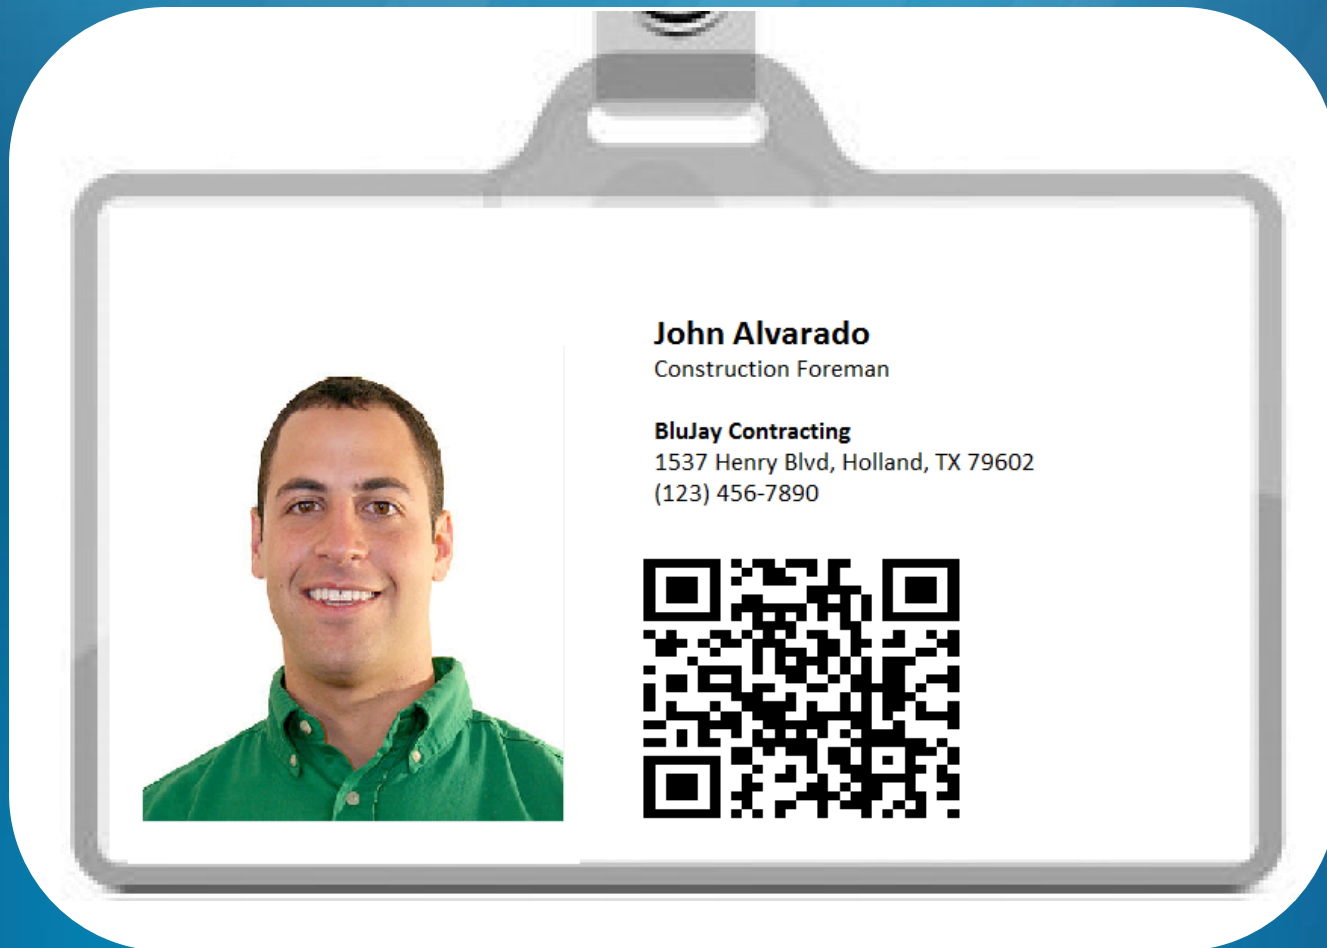 John Alvarado
Construction Foreman
BluJay Contracting
1537 Henry Blvd, Holland, TX 79602
(123) 456-7890